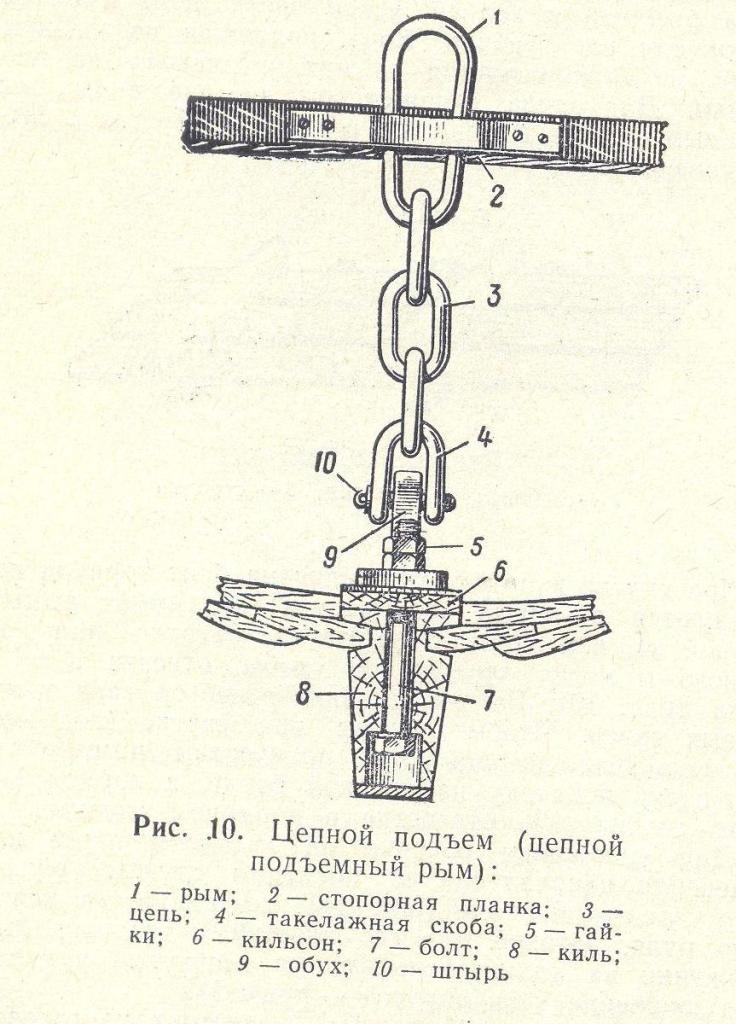 1
2
3
4
10
9
5
6
8
7
Рис. 10. Цепной подъем (цепной
подъемный рым):
1 — рым; 2 — стопорная планка; 3 —
цепь; 4 — такелажная скоба; 5 — гай-
ки; 6 — кильсон; 7 — болт; 8 — киль;
9 — обух; 10 — штырь